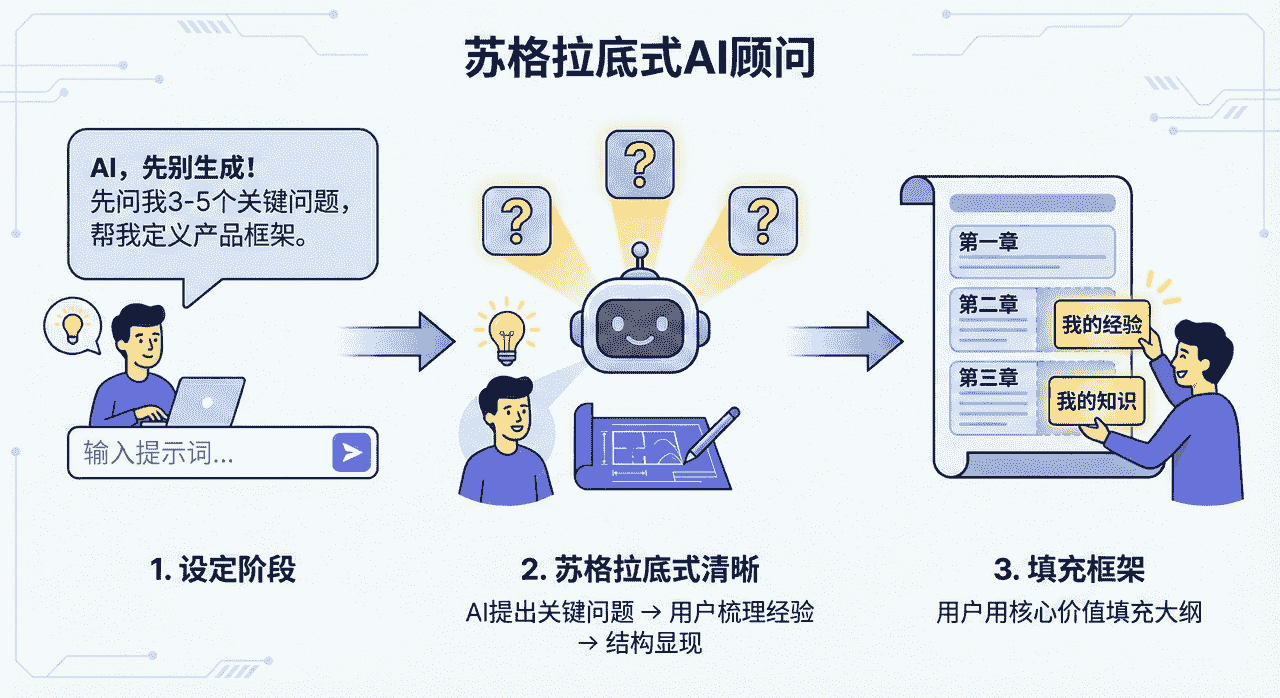 苏格拉底式AI顾问
AI，先别生成！
先问我3-5个关键问题，
帮我定义产品框架。
输入提示词...
1. 设定阶段
?
?
?
2. 苏格拉底式清晰
AI提出关键问题 → 用户梳理经验
→ 结构显现
第一章
第二章
我的经验
第三章
我的知识
3. 填充框架
用户用核心价值填充大纲